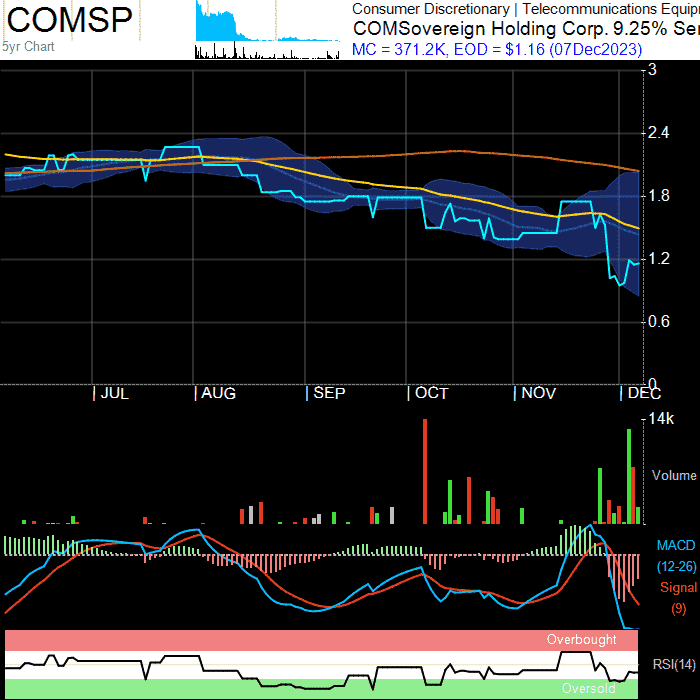 COMSP
5yr Chart
Consumer Discretionary | Telecommunications Equip
COMSovereign Holding Corp. 9.25% Ser
MC = 371.2K, EOD = $1.16 (07Dec2023)
3
2.4
1.8
1.2
0.6
0
JUL
AUG
SEP
OCT
NOV
DEC
14k
Volume
MACD
(12-26)
Signal
(9)
Overbought
RSI(14)
Oversold